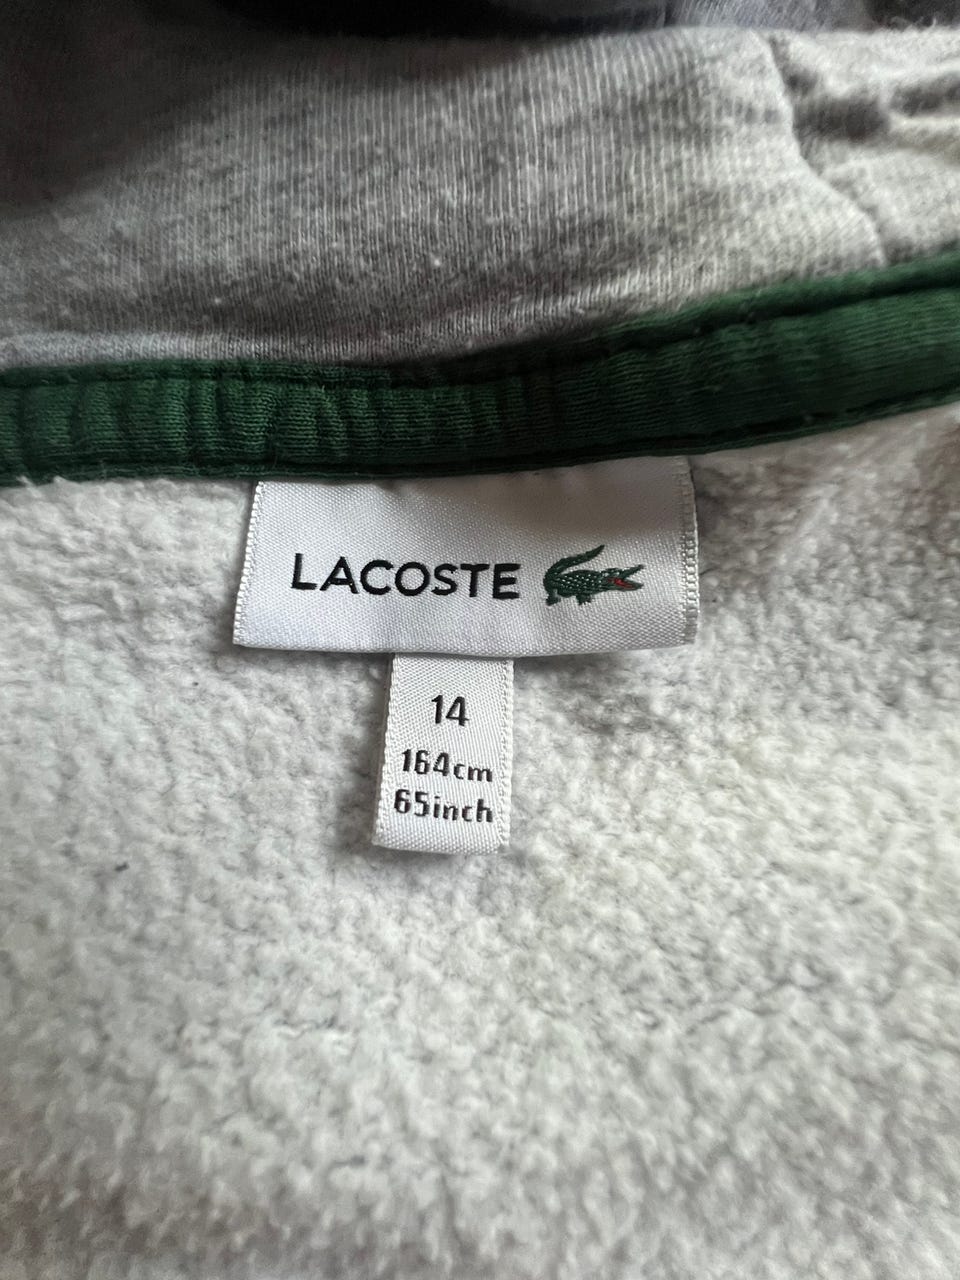 LACOSTE
14
164cm
65inch